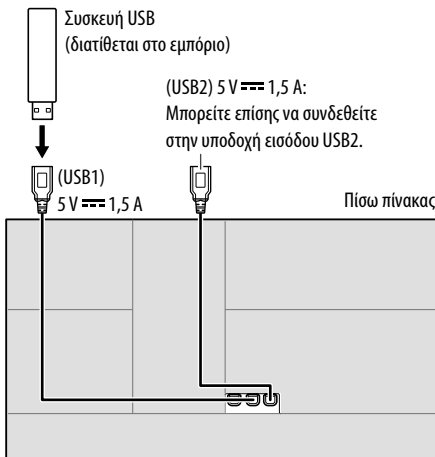 Συσκευή USB
(διατίθεται στο εμπόριο)
(USB2) 5 V ⎓ 1,5 A:
Μπορείτε επίσης να συνδεθείτε
στην υποδοχή εισόδου USB2.
(USB1)
5 V ⎓ 1,5 A
Πίσω πίνακας